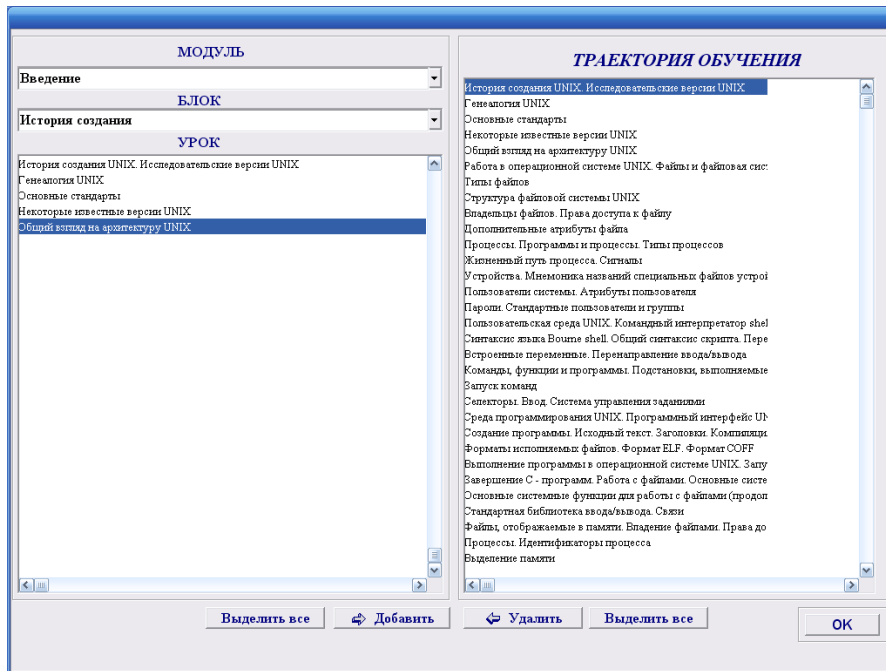 МОДУЛЬ
Введение
БЛОК
История создания
УРОК
История создания UNIX. Исследовательские версии UNIX
Генеалогия UNIX
Основные стандарты
Некоторые известные версии UNIX
Общий взгляд на архитектуру UNIX
ТРАЕКТОРИЯ ОБУЧЕНИЯ
История создания UNIX. Исследовательские версии UNIX
Генеалогия UNIX
Основные стандарты
Некоторые известные версии UNIX
Общий взгляд на архитектуру UNIX
Работа в операционной системе UNIX. Файлы и файловая сис
Типы файлов
Структура файловой системы UNIX
Владельцы файлов. Права доступа к файлу
Дополнительные атрибуты файла
Процессы. Программы и процессы. Типы процессов
Жизненный путь процесса. Сигналы
Устройства. Мнемоника названий специальных файлов устрой
Пользователи системы. Атрибуты пользователя
Пароли. Стандартные пользователи и группы
Пользовательская среда UNIX. Командный интерпретатор shel
Синтаксис языка Bourne shell. Общий синтаксис скрипта. Пере
Встроенные переменные. Перенаправление ввода/вывода
Команды, функции и программы. Подстановки, выполняемые
Запуск команд
Селекторы. Ввод. Система управления заданиями
Среда программирования UNIX. Программный интерфейс UN
Создание программы. Исходный текст. Заголовки. Компиляци
Форматы исполняемых файлов. Формат ELF. Формат COFF
Выполнение программы в операционной системе UNIX. Запу
Завершение С - программ. Работа с файлами. Основные систе
Основные системные функции для работы с файлами (продол
Стандартная библиотека ввода/вывода. Связи
Файлы, отображаемые в памяти. Владение файлами. Права до
Процессы. Идентификаторы процесса
Выделение памяти
Выделить все
Добавить
Удалить
Выделить все
OK